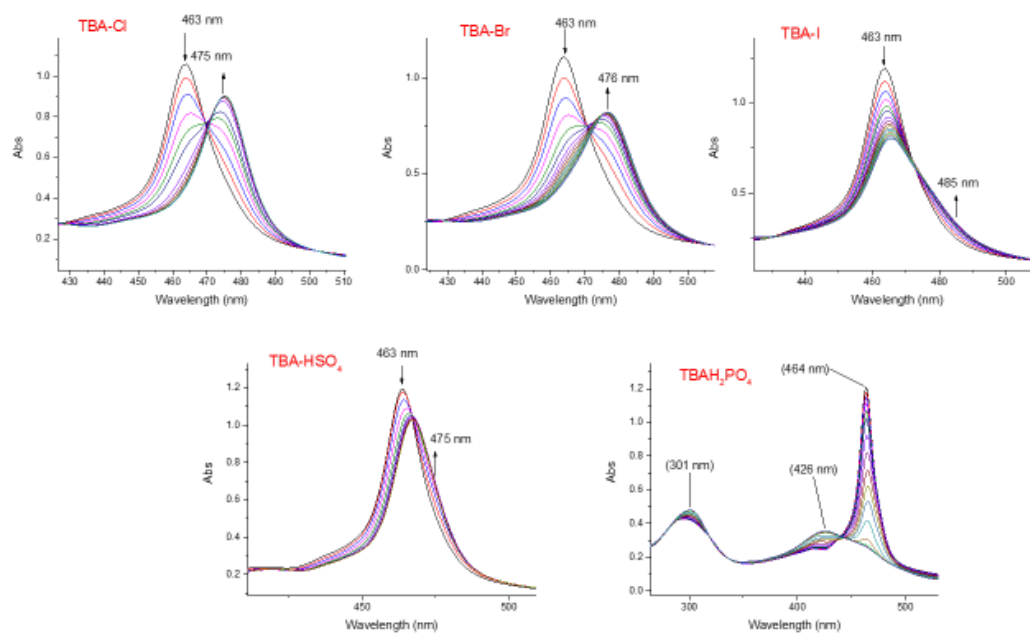 TBA-Cl
463 nm
475 nm
1.0
0.8
0.6
0.4
0.2
Abs
430 440 450 460 470 480 490 500 510
Wavelength (nm)
TBA-Br
463 nm
476 nm
1.0
0.5
0.0
Abs
430 440 450 460 470 480 490 500
Wavelength (nm)
TBA-I
463 nm
485 nm
1.0
0.5
Abs
440 460 480 500
Wavelength (nm)
TBA-HSO₄
463 nm
475 nm
1.2
1.0
0.8
0.6
0.4
0.2
Abs
450 500
Wavelength (nm)
TBAH₂PO₄
(464 nm)
(301 nm)
(426 nm)
1.2
1.0
0.8
0.6
0.4
0.2
0.0
Abs
300 400 500
Wavelength (nm)